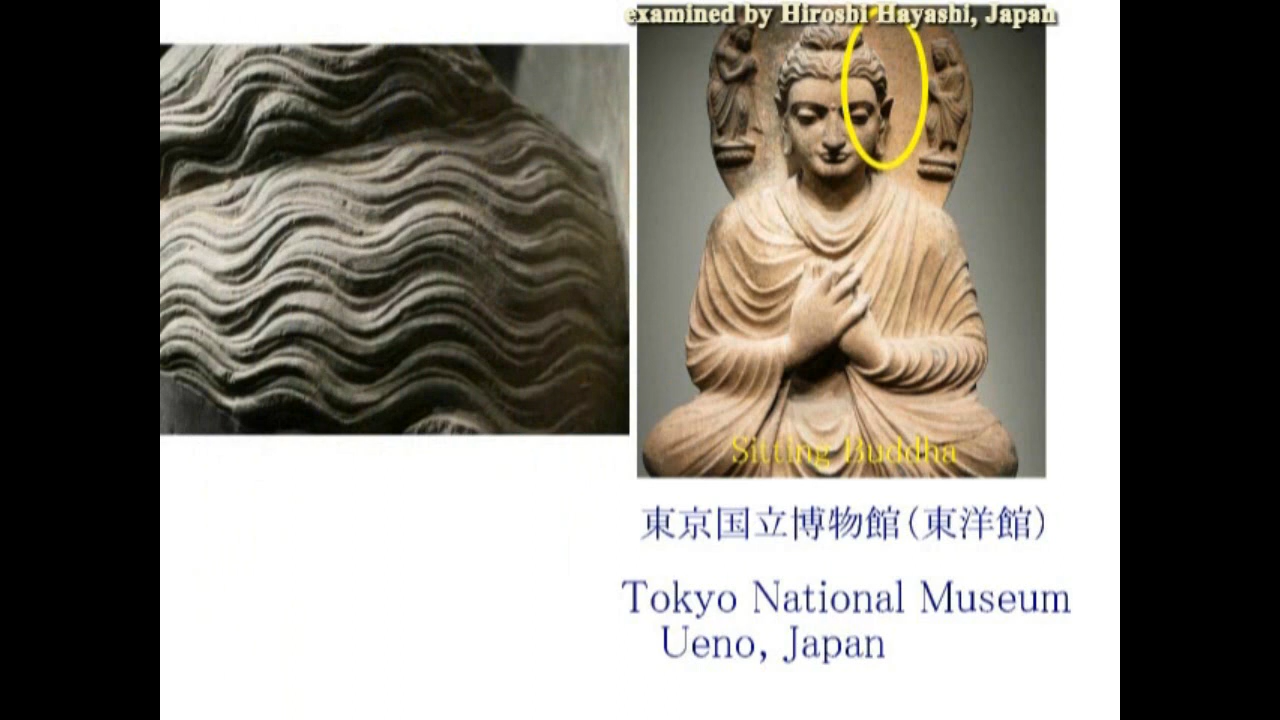 examined by Hiroshi Hayashi, Japan
Sitting Buddha
東京国立博物館(東洋館)
Tokyo National Museum
Ueno, Japan